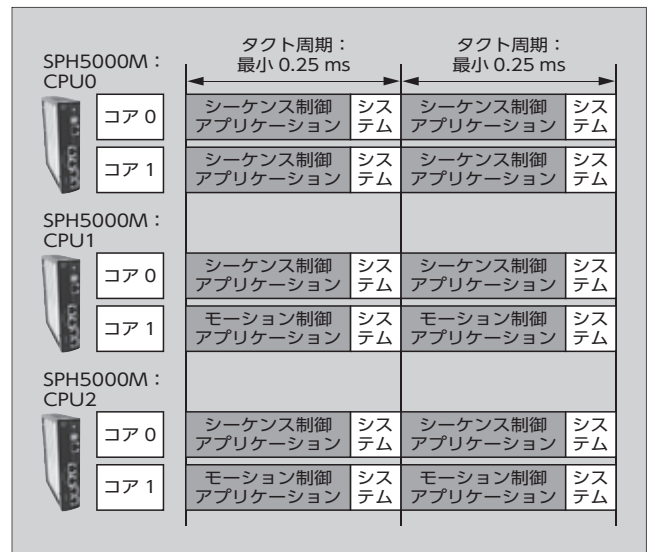 タクト周期：
最小 0.25 ms
タクト周期：
最小 0.25 ms
SPH5000M：
CPU0
コア 0
シーケンス制御
アプリケーション
シス
テム
シーケンス制御
アプリケーション
シス
テム
コア 1
シーケンス制御
アプリケーション
シス
テム
シーケンス制御
アプリケーション
シス
テム
SPH5000M：
CPU1
コア 0
シーケンス制御
アプリケーション
シス
テム
シーケンス制御
アプリケーション
シス
テム
コア 1
モーション制御
アプリケーション
シス
テム
モーション制御
アプリケーション
シス
テム
SPH5000M：
CPU2
コア 0
シーケンス制御
アプリケーション
シス
テム
シーケンス制御
アプリケーション
シス
テム
コア 1
モーション制御
アプリケーション
シス
テム
モーション制御
アプリケーション
シス
テム